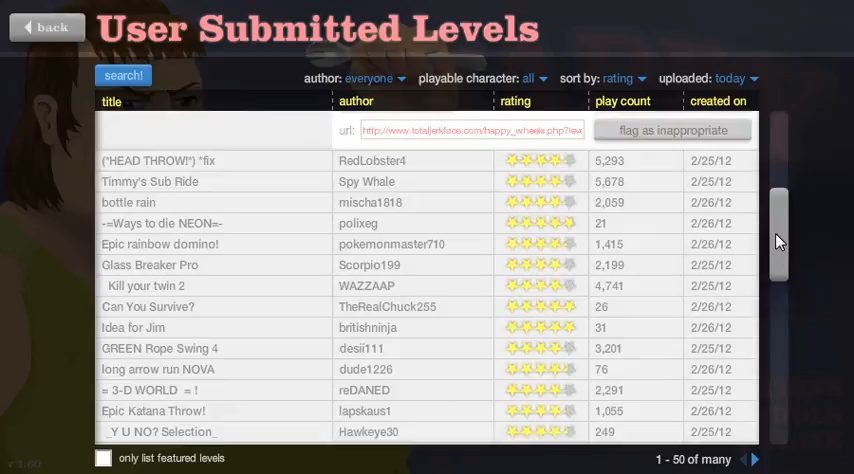 back
User Submitted Levels
search!
author: everyone playable character: all sort by: rating uploaded: today
title author rating play count created on
url: http://www.totaljerkface.com/happy_wheels.php?leve flag as inappropriate
("HEAD THROW!") *fix RedLobster4 5,293 2/25/12
Timmy's Sub Ride Spy Whale 5,678 2/25/12
bottle rain mischa1818 2,059 2/26/12
-=Ways to die NEON=- polixeg 21 2/26/12
Epic rainbow domino! pokemonmaster710 1,415 2/26/12
Glass Breaker Pro Scorpio199 2,199 2/25/12
Kill your twin 2 WAZZAAP 4,741 2/25/12
Can You Survive? TheRealChuck255 26 2/26/12
Idea for Jim britishninja 31 2/26/12
GREEN Rope Swing 4 desii111 3,201 2/25/12
long arrow run NOVA dude1226 76 2/26/12
= 3-D WORLD = ! reDANED 2,291 2/25/12
Epic Katana Throw! lapskaus1 1,055 2/26/12
_Y U NO? Selection_ Hawkeye30 249 2/25/12
only list featured levels 1 - 50 of many